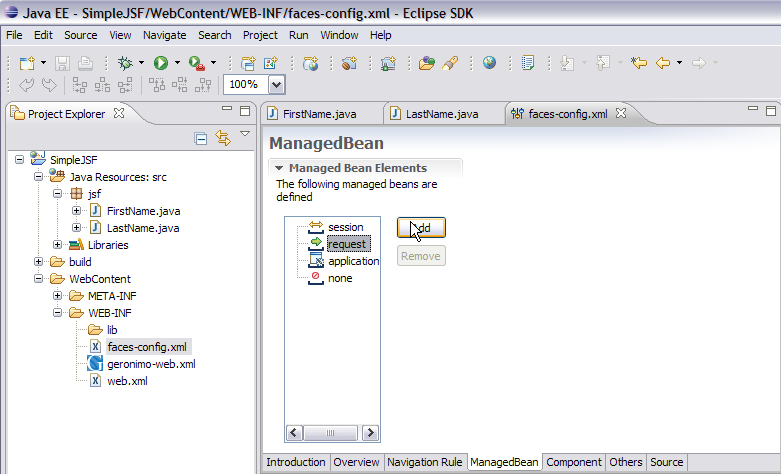 Java EE - SimpleJSF/WebContent/WEB-INF/faces-config.xml - Eclipse SDK
File Edit Source View Navigate Search Project Run Window Help
100%
Project Explorer
FirstName.java LastName.java faces-config.xml
SimpleJSF
Java Resources: src
jsf
FirstName.java
LastName.java
Libraries
build
WebContent
META-INF
WEB-INF
lib
faces-config.xml
geronimo-web.xml
web.xml
ManagedBean
Managed Bean Elements
The following managed beans are
defined
session
request
application
none
Add
Remove
Introduction Overview Navigation Rule ManagedBean Component Others Source